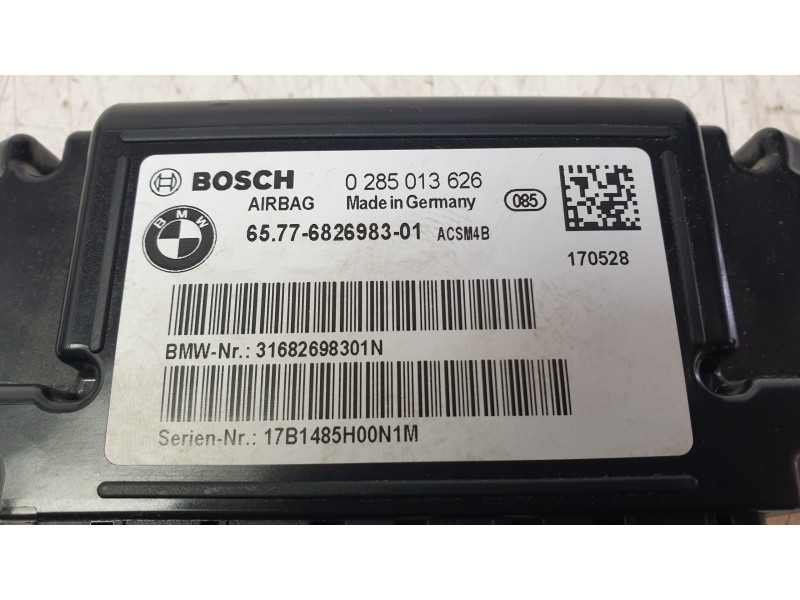 BOSCH 0 285 013 626
AIRBAG Made in Germany 085
BMW 65.77-6826983-01 ACSM4B
170528
BMW-Nr.: 31682698301N
Serien-Nr.: 17B1485H00N1M